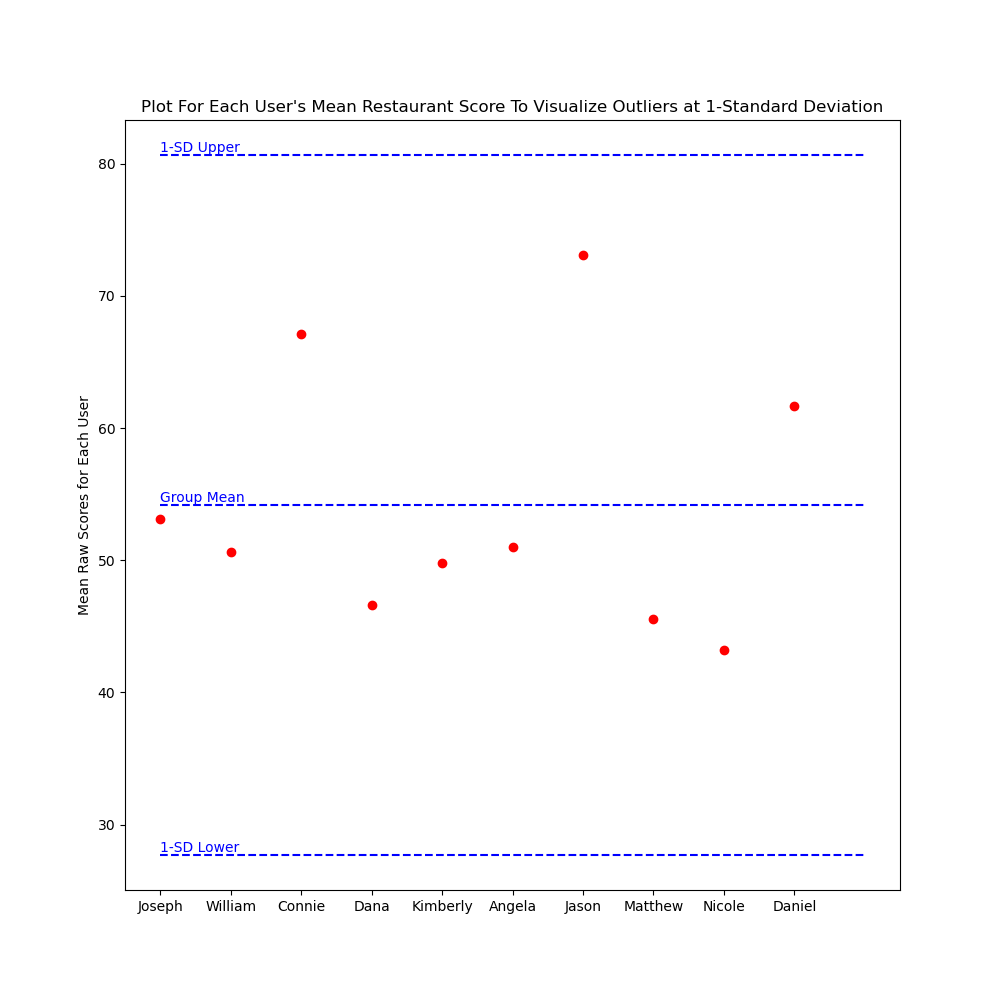 Plot For Each User's Mean Restaurant Score To Visualize Outliers at 1-Standard Deviation
1-SD Upper
80
70
60
Mean Raw Scores for Each User
Group Mean
50
40
30
1-SD Lower
Joseph William Connie Dana Kimberly Angela Jason Matthew Nicole Daniel